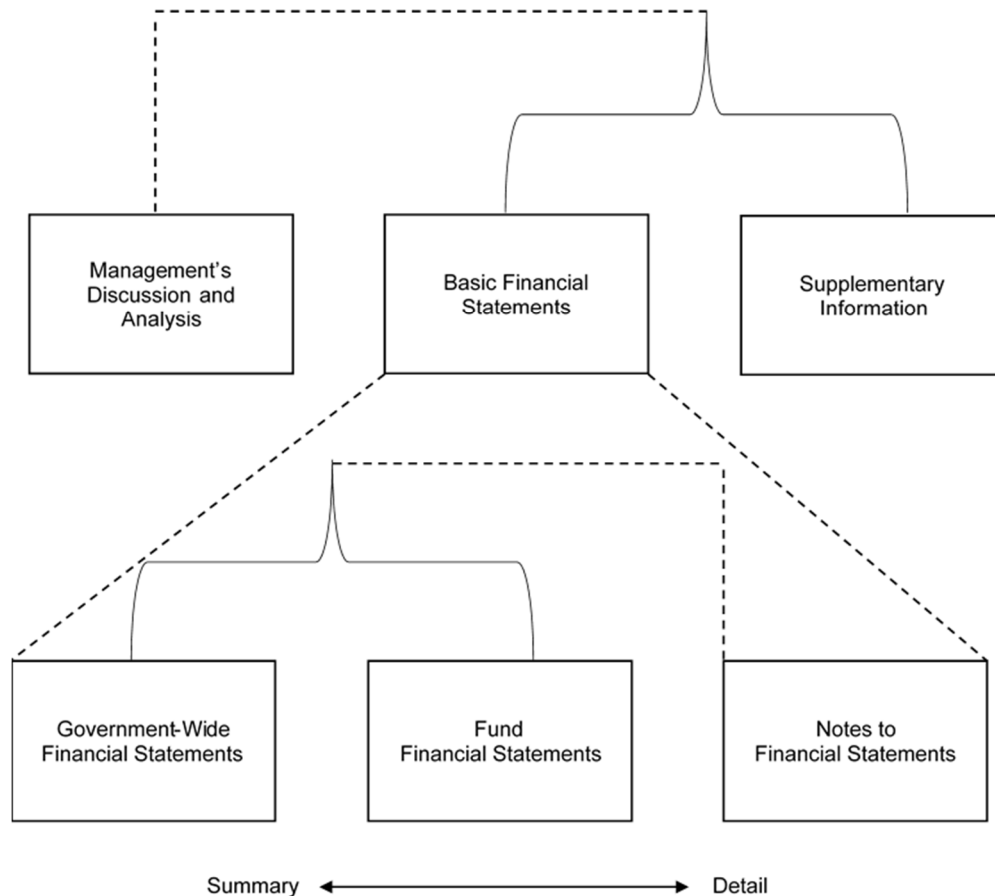 Management's
Discussion and
Analysis
Basic Financial
Statements
Supplementary
Information
Government-Wide
Financial Statements
Fund
Financial Statements
Notes to
Financial Statements
Summary
Detail